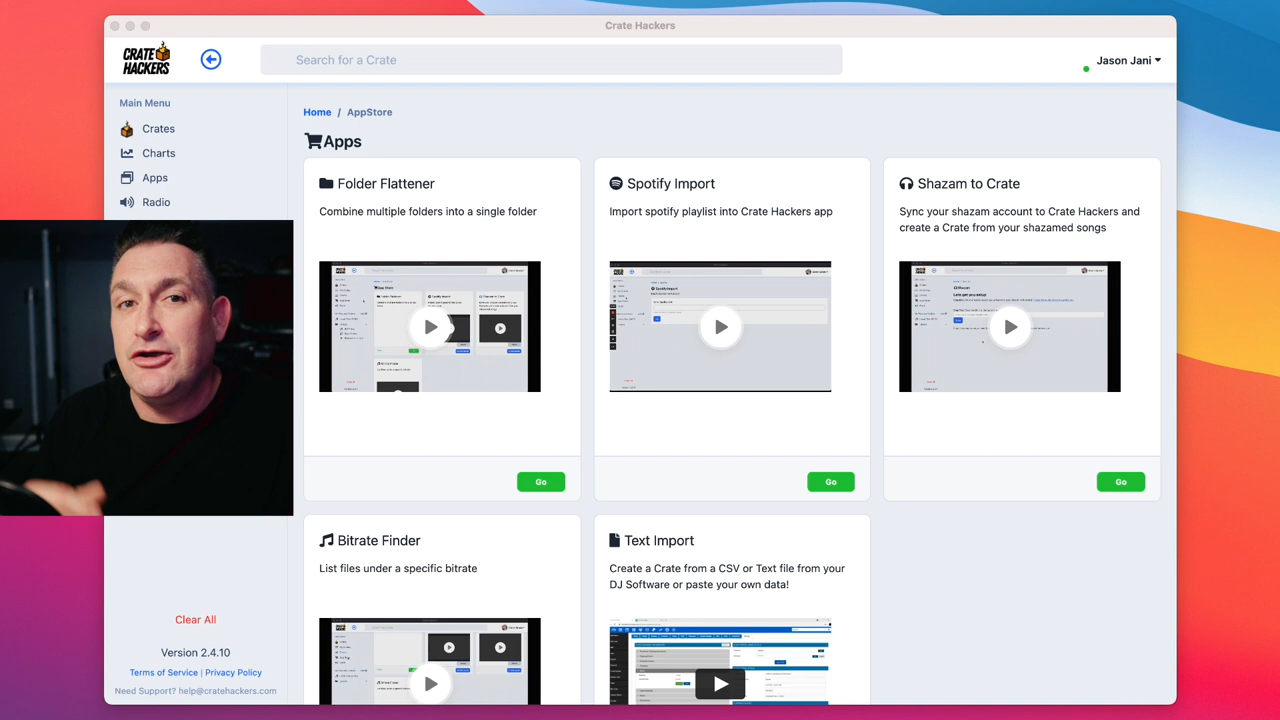 Crate Hackers
CRATE
HACKERS
Search for a Crate
Jason Jani
Main Menu
Crates
Charts
Apps
Radio
Home / AppStore
Apps
Folder Flattener
Combine multiple folders into a single folder
Go
Spotify Import
Import spotify playlist into Crate Hackers app
Go
Shazam to Crate
Sync your shazam account to Crate Hackers and
create a Crate from your shazamed songs
Go
Bitrate Finder
List files under a specific bitrate
Text Import
Create a Crate from a CSV or Text file from your
DJ Software or paste your own data!
Clear All
Version 2.4.10
Terms of Service | Privacy Policy
Need Support? help@cratehackers.com